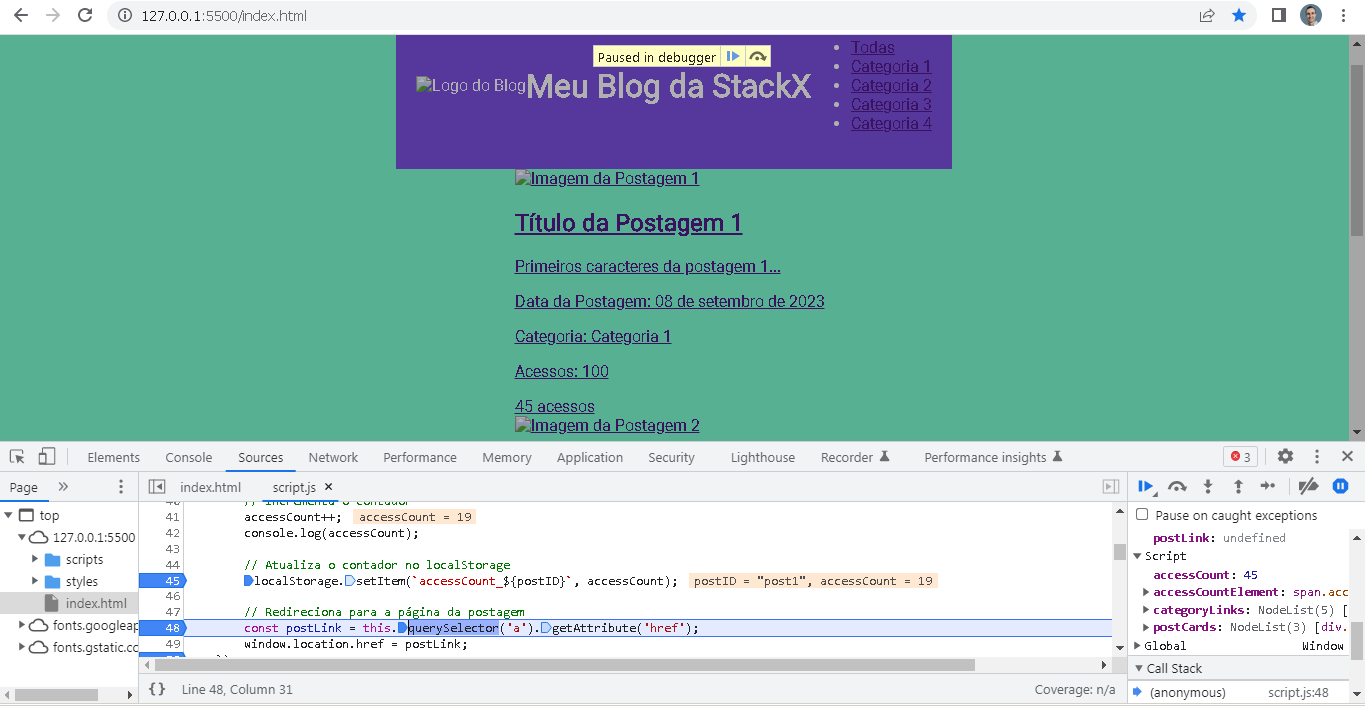 127.0.0.1:5500/index.html
Paused in debugger
Logo do Blog
Meu Blog da StackX
Todas
Categoria 1
Categoria 2
Categoria 3
Categoria 4
Imagem da Postagem 1
Título da Postagem 1
Primeiros caracteres da postagem 1...
Data da Postagem: 08 de setembro de 2023
Categoria: Categoria 1
Acessos: 100
45 acessos
Imagem da Postagem 2
Elements Console Sources Network Performance Memory Application Security Lighthouse Recorder Performance insights 3
Page »
index.html script.js ×
top
127.0.0.1:5500
scripts
styles
index.html
fonts.googleap
fonts.gstatic.cc
40 // Incrementa o contador
41 accessCount++; accessCount = 19
42 console.log(accessCount);
43
44 // Atualiza o contador no localStorage
45 localStorage.setItem(`accessCount_${postID}`, accessCount); postID = "post1", accessCount = 19
46
47 // Redireciona para a página da postagem
48 const postLink = this.querySelector('a').getAttribute('href');
49 window.location.href = postLink;
{} Line 48, Column 31 Coverage: n/a
Pause on caught exceptions
postLink: undefined
Script
accessCount: 45
accessCountElement: span.acc
categoryLinks: NodeList(5) [
postCards: NodeList(3) [div.
Global Window
Call Stack
(anonymous) script.js:48